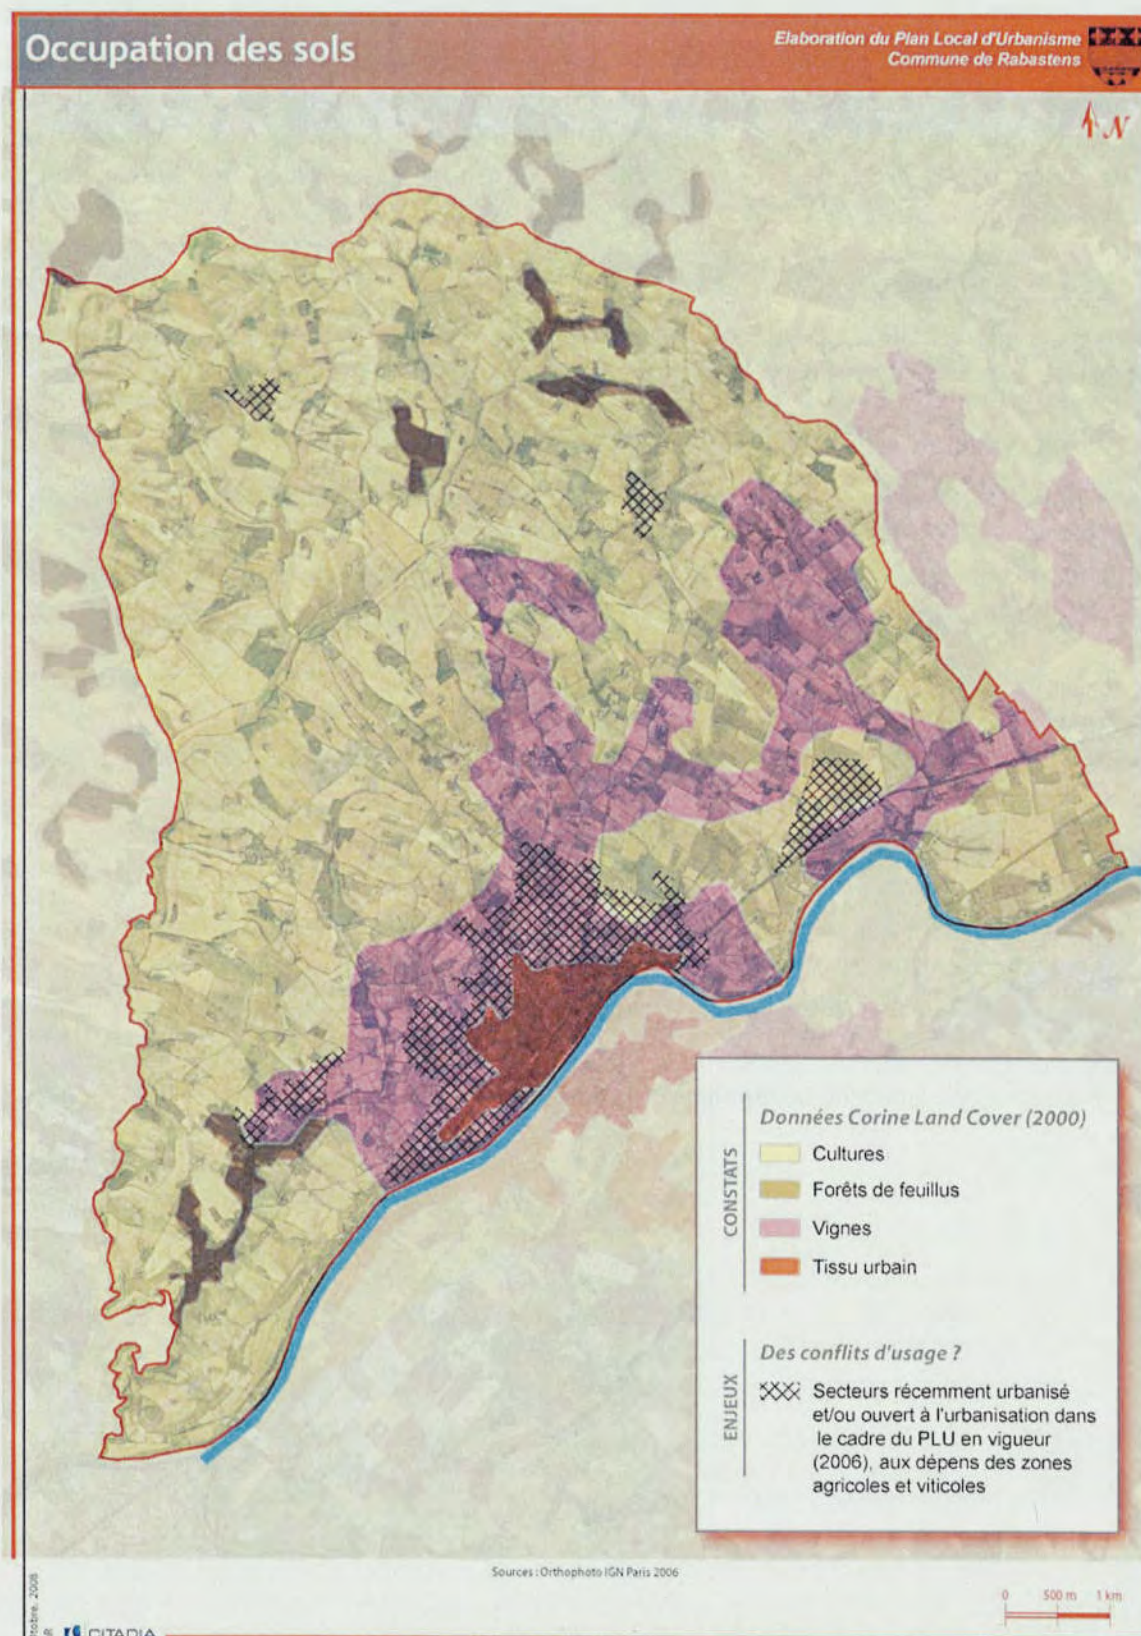 Occupation des sols
Elaboration du Plan Local d'Urbanisme
Commune de Rabastens
N
CONSTATS
Données Corine Land Cover (2000)
Cultures
Forêts de feuillus
Vignes
Tissu urbain
ENJEUX
Des conflits d'usage ?
Secteurs récemment urbanisé
et/ou ouvert à l'urbanisation dans
le cadre du PLU en vigueur
(2006), aux dépens des zones
agricoles et viticoles
Sources : Orthophoto IGN Paris 2006
0 500 m 1 km
2008
CITADIA